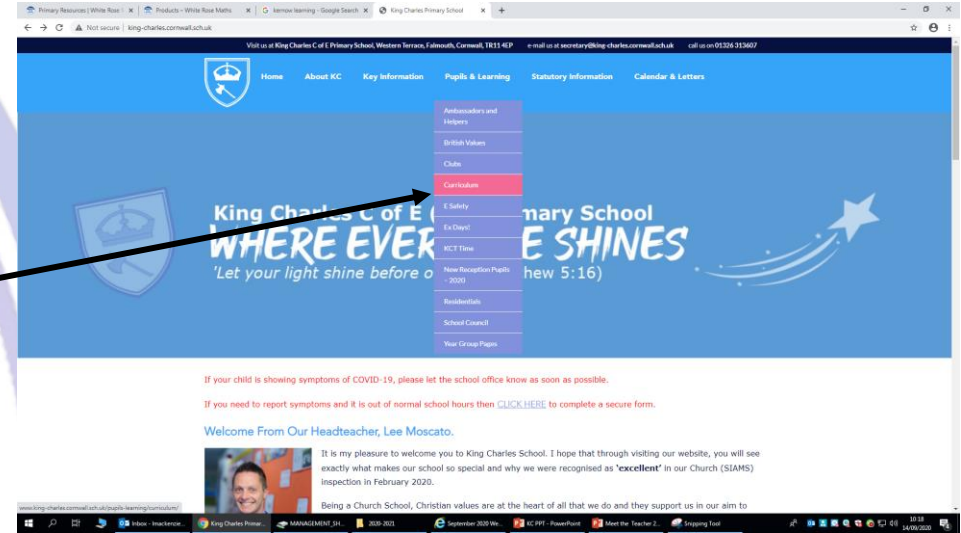 Primary Resources | White Rose
Products - White Rose Maths
kernow learning - Google Search
King Charles Primary School
Not secure | king-charles.cornwall.sch.uk
Visit us at King Charles C of E Primary School, Western Terrace, Falmouth, Cornwall, TR11 4EP e-mail us at secretary@king-charles.cornwall.sch.uk call us on 01326 313607
Home About KC Key Information Pupils & Learning Statutory Information Calendar & Letters
Ambassadors and
Helpers
British Values
Clubs
Curriculum
E Safety
Ex Days!
KCT Time
New Reception Pupils
- 2020
Residentials
School Council
Year Group Pages
King Charles C of E mary School
WHERE EVER E SHINES
'Let your light shine before o hew 5:16)
If your child is showing symptoms of COVID-19, please let the school office know as soon as possible.
If you need to report symptoms and it is out of normal school hours then CLICK HERE to complete a secure form.
Welcome From Our Headteacher, Lee Moscato.
It is my pleasure to welcome you to King Charles School. I hope that through visiting our website, you will see
exactly what makes our school so special and why we were recognised as 'excellent' in our Church (SIAMS)
inspection in February 2020.
Being a Church School, Christian values are at the heart of all that we do and they support us in our aim to
www.king-charles.cornwall.sch.uk/pupils-learning/curriculum/
Inbox - lmackenzie... King Charles Primar... MANAGEMENT_SH... 2020-2021 September 2020 We... KC PPT - PowerPoint Meet the Teacher 2... Snipping Tool
10:18
14/09/2020